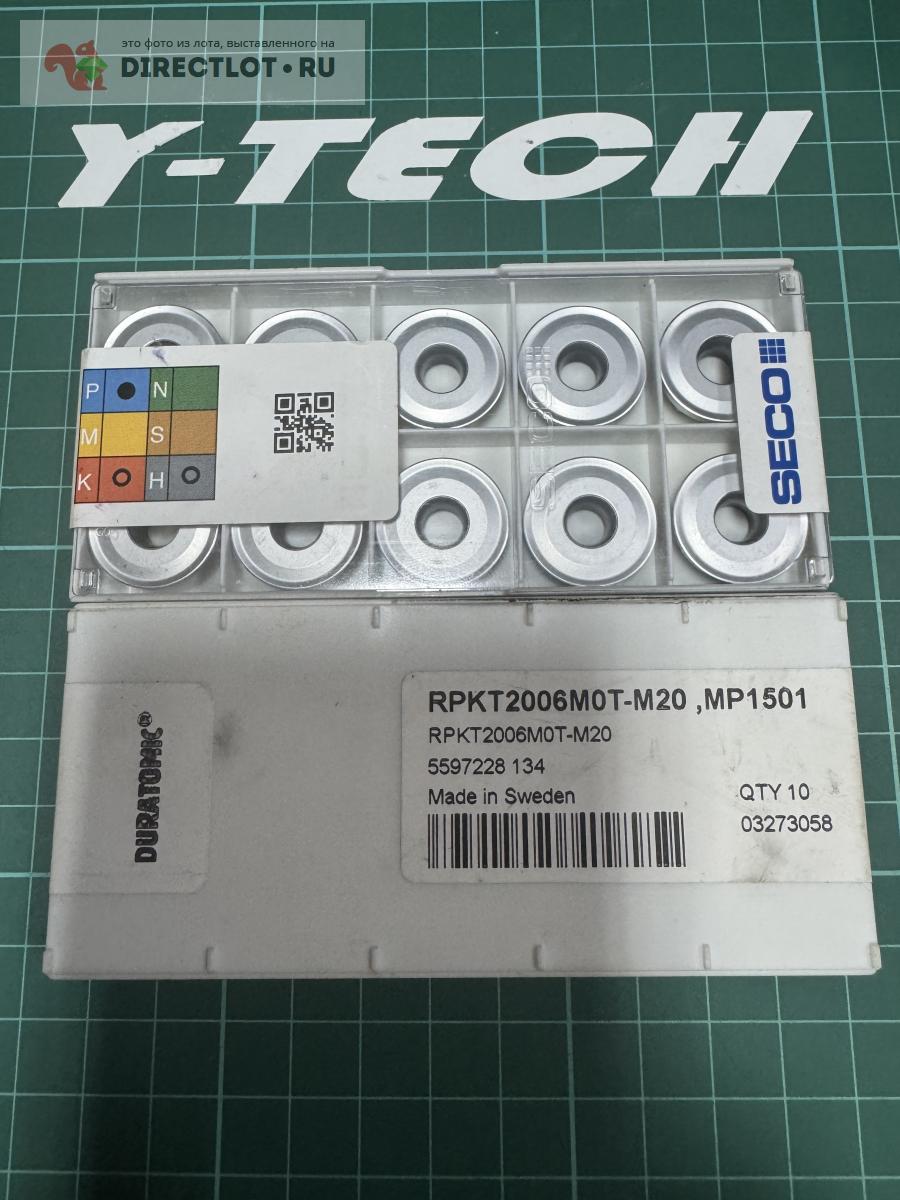 это фото из лота, выставленного на
DIRECTLOT•RU
Y-TECH
P N
M S
K H
SECO
RPKT2006M0T-M20 ,MP1501
RPKT2006M0T-M20
5597228 134
Made in Sweden
QTY 10
03273058
DURATOMIC®